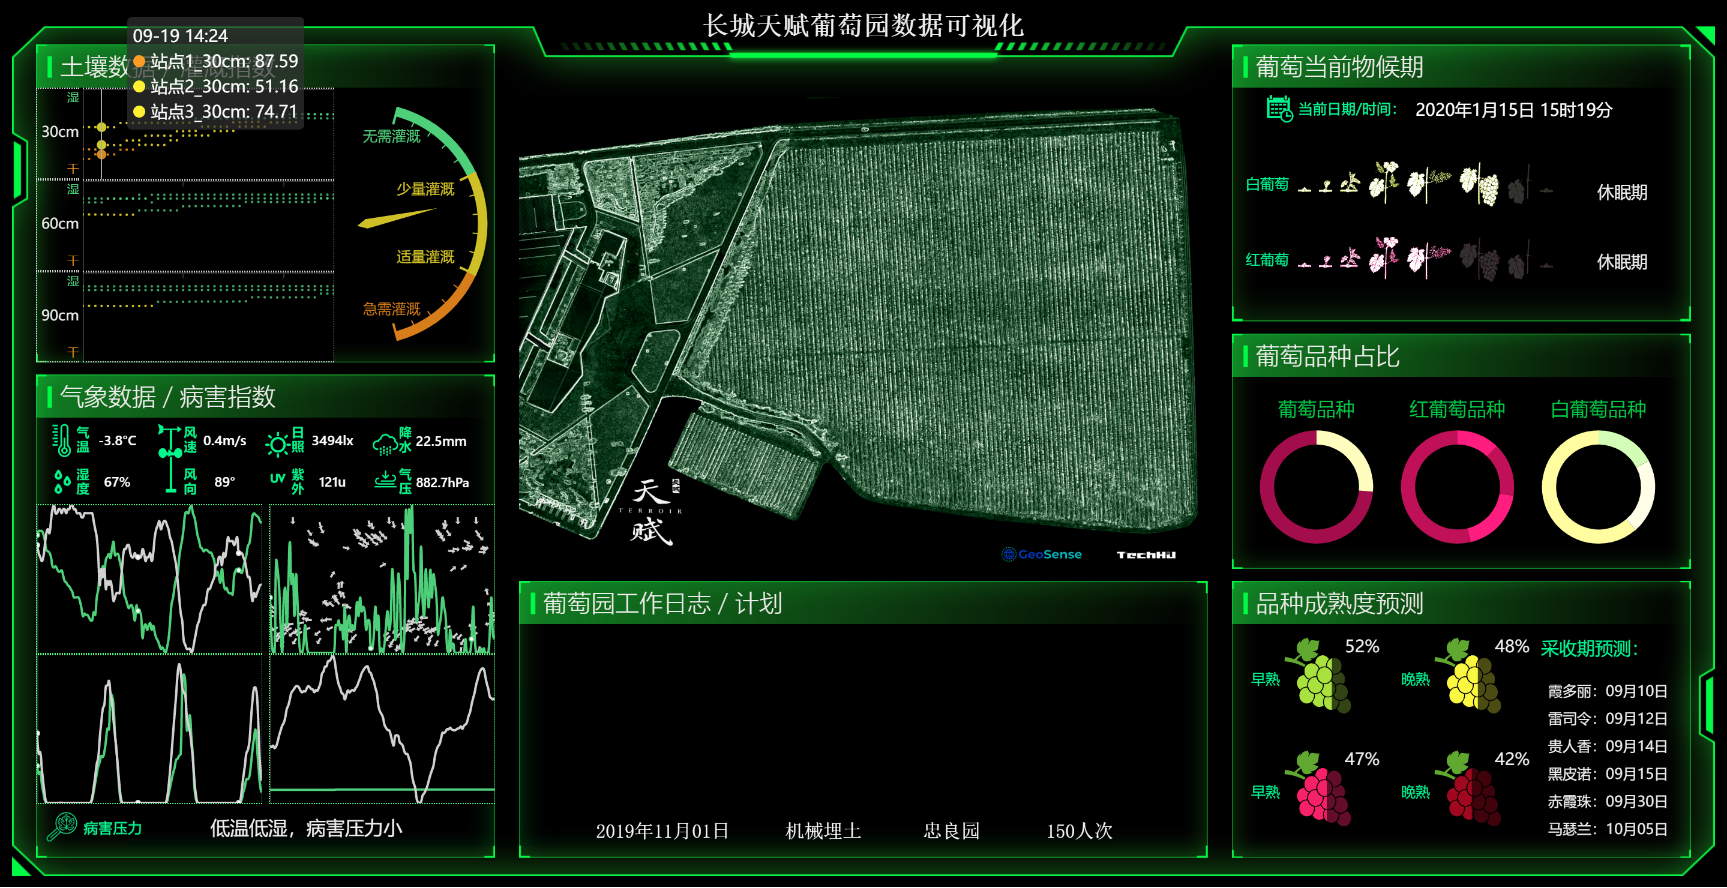 长城天赋葡萄园数据可视化
土壤数据 / 灌溉指数
09-19 14:24
站点1_30cm: 87.59
站点2_30cm: 51.16
站点3_30cm: 74.71
湿
30cm
干
湿
60cm
干
湿
90cm
干
无需灌溉
少量灌溉
适量灌溉
急需灌溉
气象数据 / 病害指数
气温 -3.8℃
风速 0.4m/s
日照 3494lx
降水 22.5mm
湿度 67%
风向 89°
UV 紫外 121u
气压 882.7hPa
病害压力
低温低湿，病害压力小
天赋
TERROIR
GeoSense
TechHU
葡萄园工作日志 / 计划
2019年11月01日 机械埋土 忠良园 150人次
葡萄当前物候期
当前日期/时间： 2020年1月15日 15时19分
白葡萄 休眠期
红葡萄 休眠期
葡萄品种占比
葡萄品种 红葡萄品种 白葡萄品种
品种成熟度预测
早熟 52%
晚熟 48%
早熟 47%
晚熟 42%
采收期预测：
霞多丽：09月10日
雷司令：09月12日
贵人香：09月14日
黑皮诺：09月15日
赤霞珠：09月30日
马瑟兰：10月05日